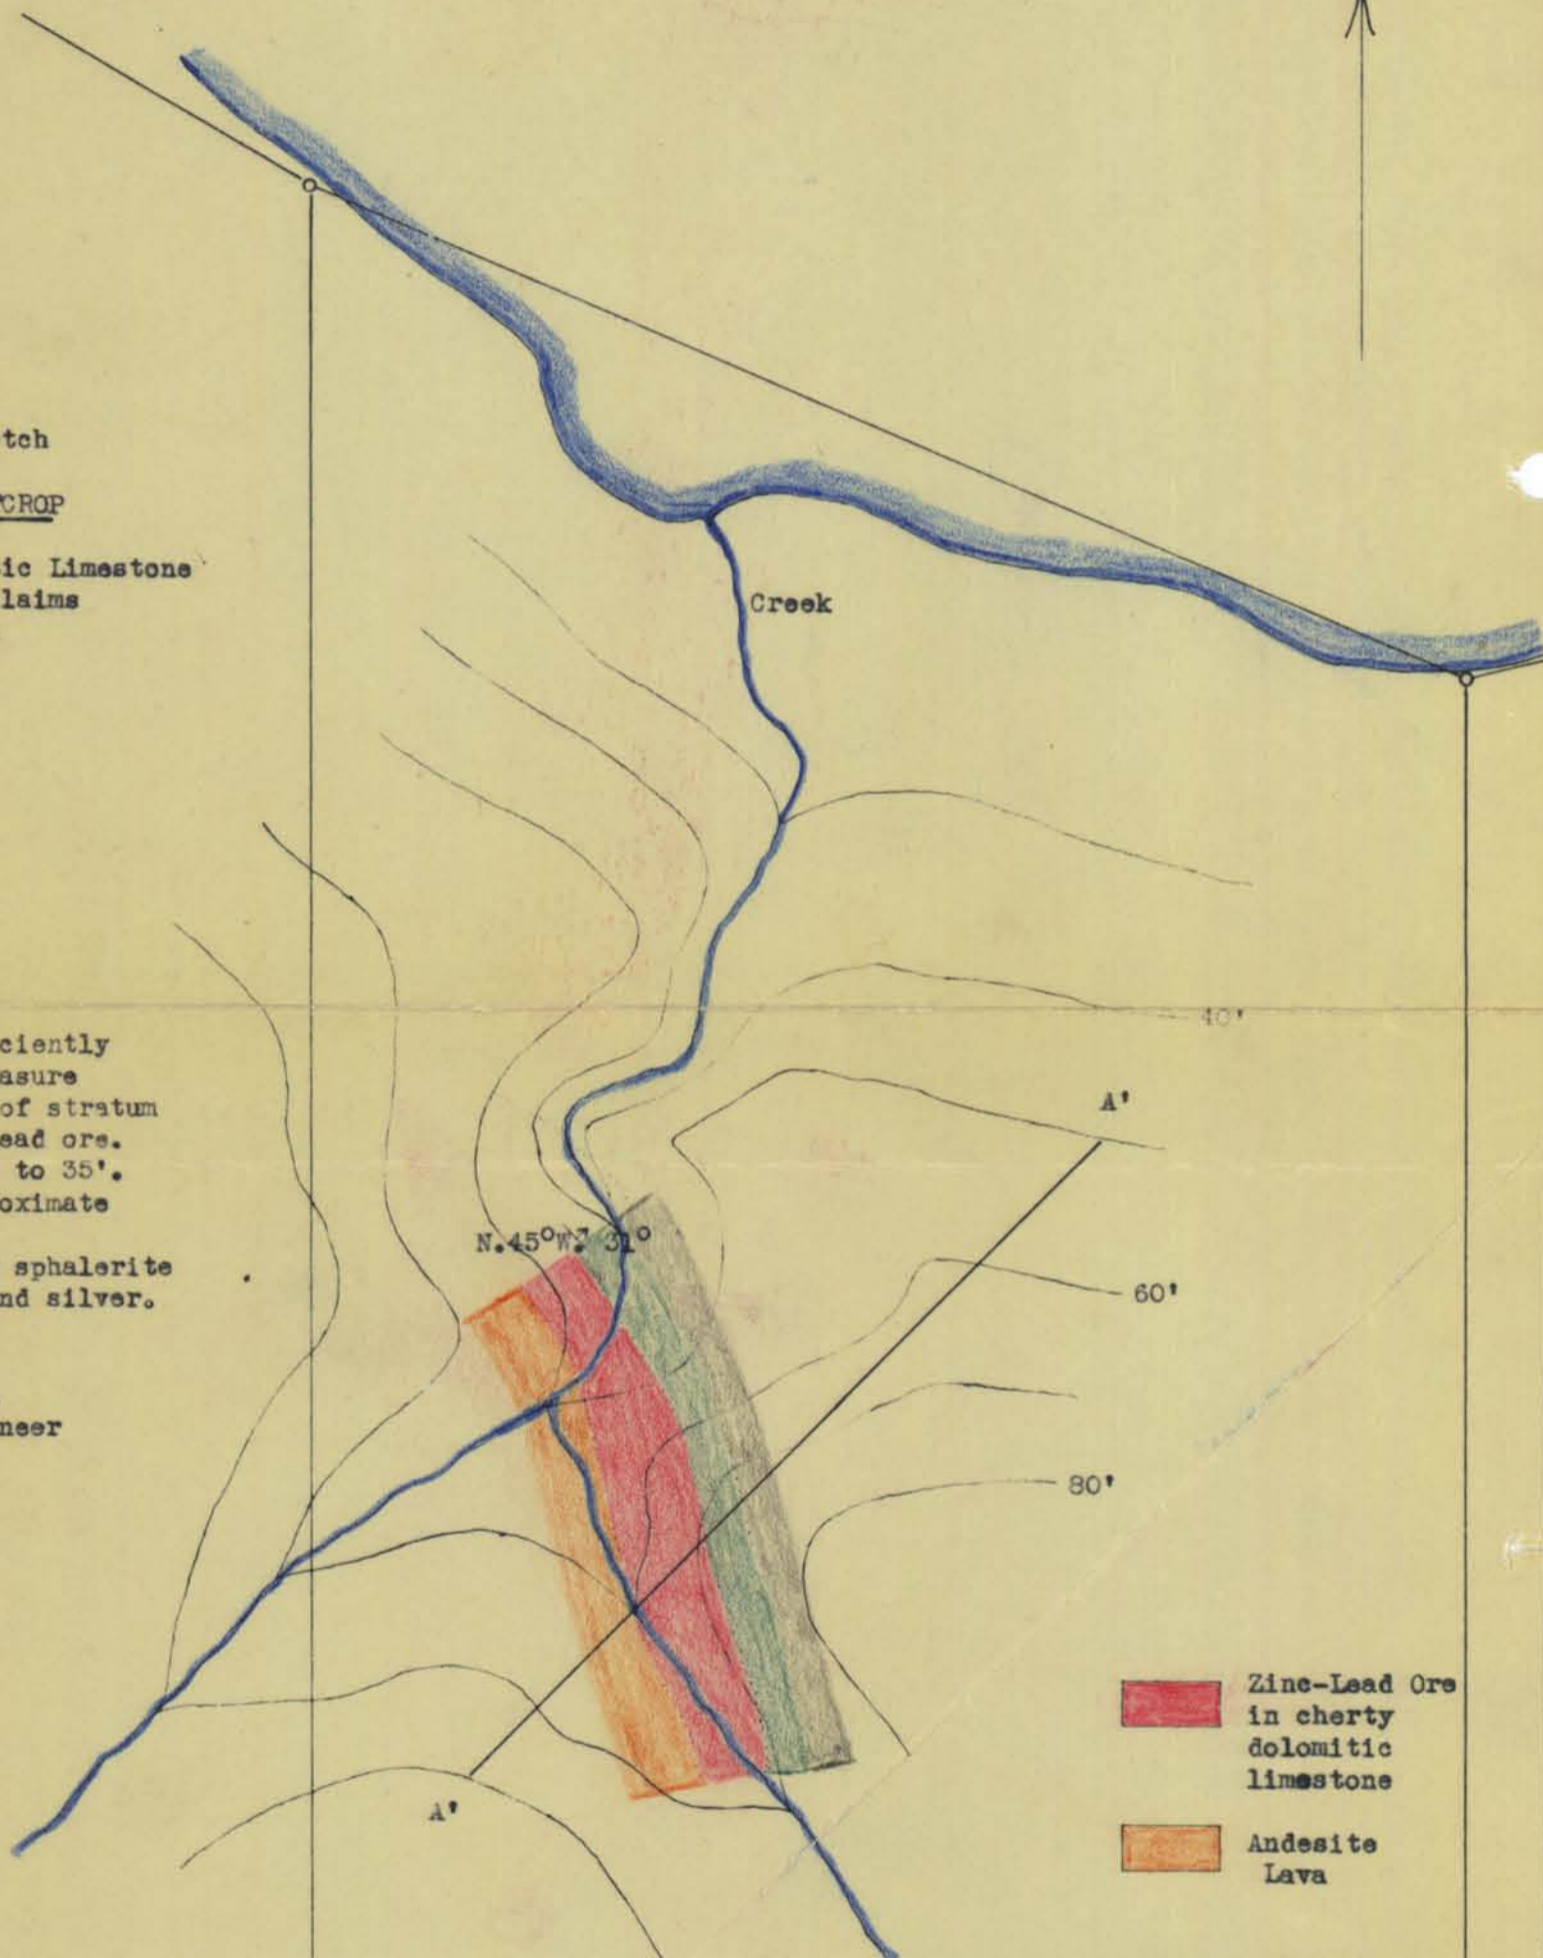 tch
CROP
ic Limestone
laims
Creek
40'
ciently
asure
of stratum
ead ore.
to 35'.
oximate
sphalerite
nd silver.
A'
N.45°W. 31°
60'
neer
80'
A'
Zinc-Lead Ore
in cherty
dolomitic
limestone
Andesite
Lava